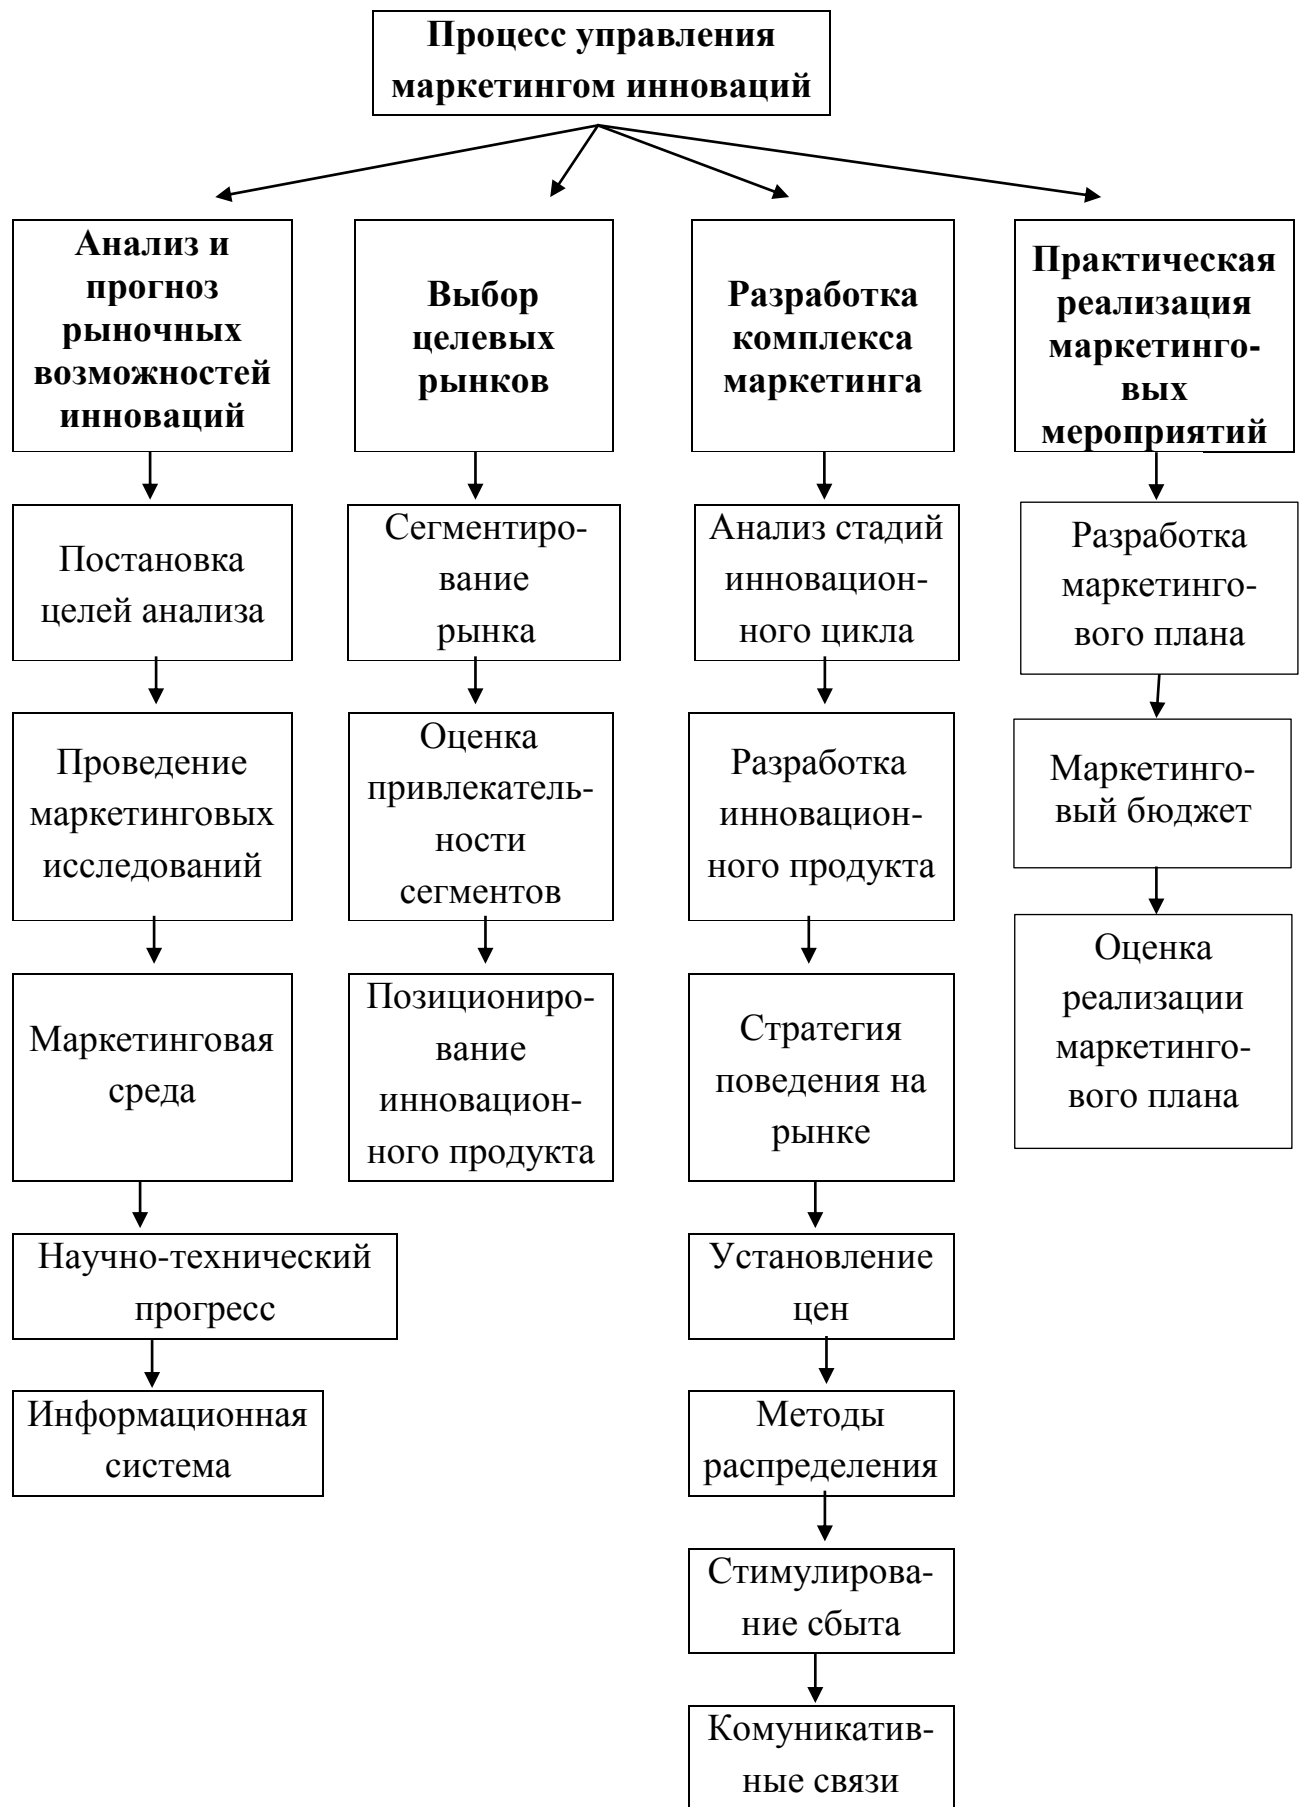 Процесс управления
маркетингом инноваций
Анализ и
прогноз
рыночных
возможностей
инноваций
Выбор
целевых
рынков
Разработка
комплекса
маркетинга
Практическая
реализация
маркетинго-
вых
мероприятий
Постановка
целей анализа
Сегментиро-
вание
рынка
Анализ стадий
инновацион-
ного цикла
Разработка
маркетинго-
вого плана
Проведение
маркетинговых
исследований
Оценка
привлекатель-
ности
сегментов
Разработка
инновацион-
ного продукта
Маркетинго-
вый бюджет
Маркетинговая
среда
Позициониро-
вание
инновацион-
ного продукта
Стратегия
поведения на
рынке
Оценка
реализации
маркетинго-
вого плана
Научно-технический
прогресс
Установление
цен
Информационная
система
Методы
распределения
Стимулирова-
ние сбыта
Комуникатив-
ные связи